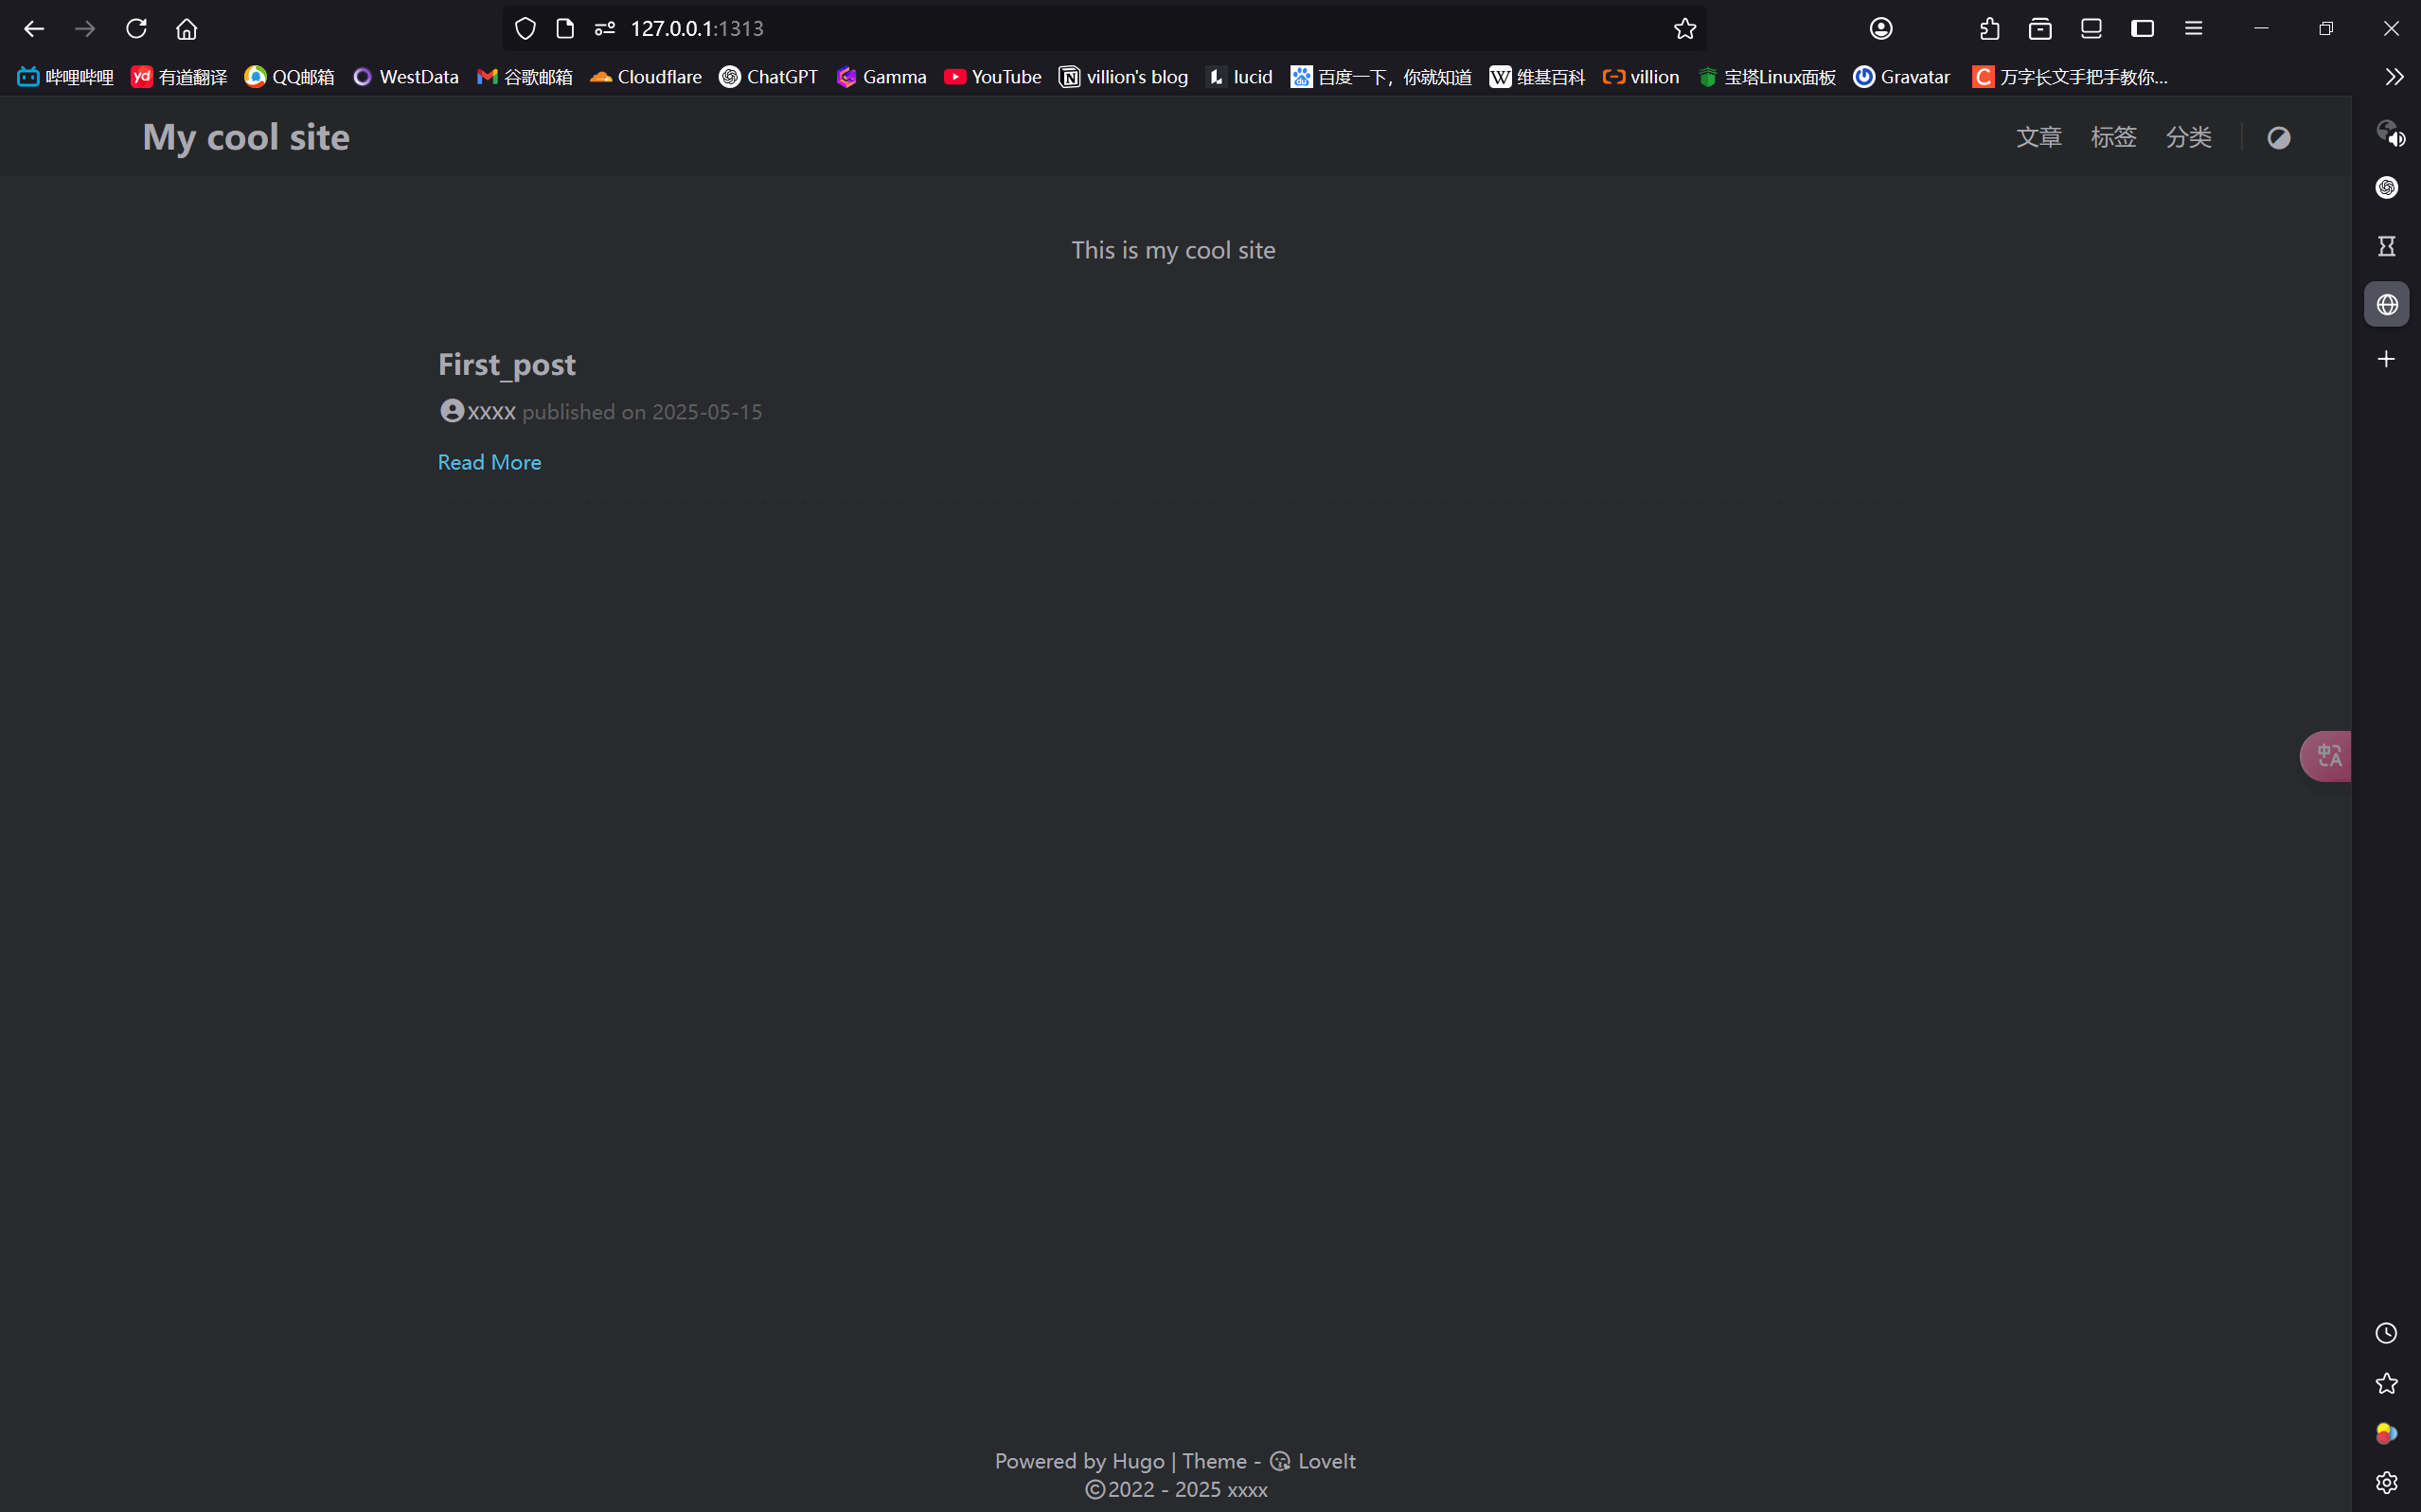 127.0.0.1:1313
哔哩哔哩 yd 有道翻译 QQ邮箱 WestData 谷歌邮箱 Cloudflare ChatGPT Gamma YouTube villion's blog lucid 百度一下，你就知道 W 维基百科 villion 宝塔Linux面板 Gravatar C 万字长文手把手教你...
My cool site
文章 标签 分类
This is my cool site
First_post
xxxx published on 2025-05-15
Read More
中A
Powered by Hugo | Theme - LoveIt
©2022 - 2025 xxxx